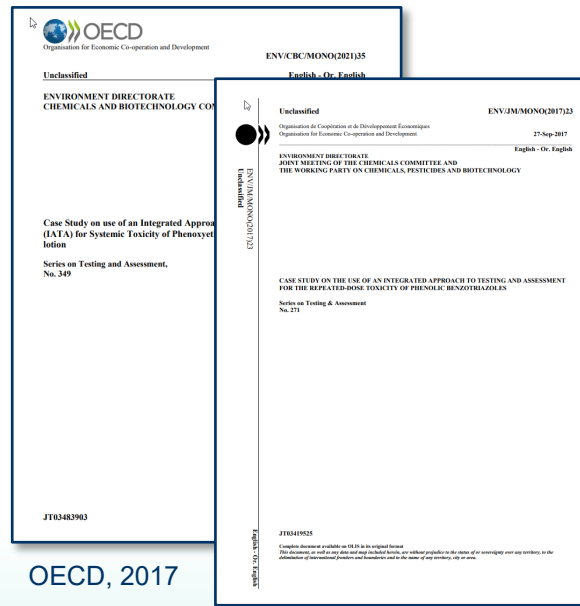 OECD
Organisation for Economic Co-operation and Development
ENV/CBC/MONO(2021)35
Unclassified
English - Or. English
ENVIRONMENT DIRECTORATE
CHEMICALS AND BIOTECHNOLOGY
Case Study on use of an Integrated
(IATA) for Systemic Toxicity of
lotion
Series on Testing and Assessment,
No. 349
JT03483903
Unclassified
ENV/JM/MONO(2017)23
Organisation de Coopération et de Développement Économiques
Organisation for Economic Co-operation and Development
27-Sep-2017
English - Or. English
ENVIRONMENT DIRECTORATE
JOINT MEETING OF THE CHEMICALS COMMITTEE AND
THE WORKING PARTY ON CHEMICALS, PESTICIDES AND BIOTECHNOLOGY
ENV/JM/MONO(2017)23
Unclassified
CASE STUDY ON THE USE OF AN INTEGRATED APPROACH TO TESTING AND ASSESSMENT
FOR THE REPEATED-DOSE TOXICITY OF PHENOLIC BENZOTRIAZOLES
Series on Testing & Assessment
No. 271
JT03419525
Complete document available on OLIS in its original format
This document, as well as any data and map included herein, are without prejudice to the status of or sovereignty over any territory, to the
delimitation of international frontiers and boundaries and to the name of any territory, city or area.
English - Or. English
OECD, 2017